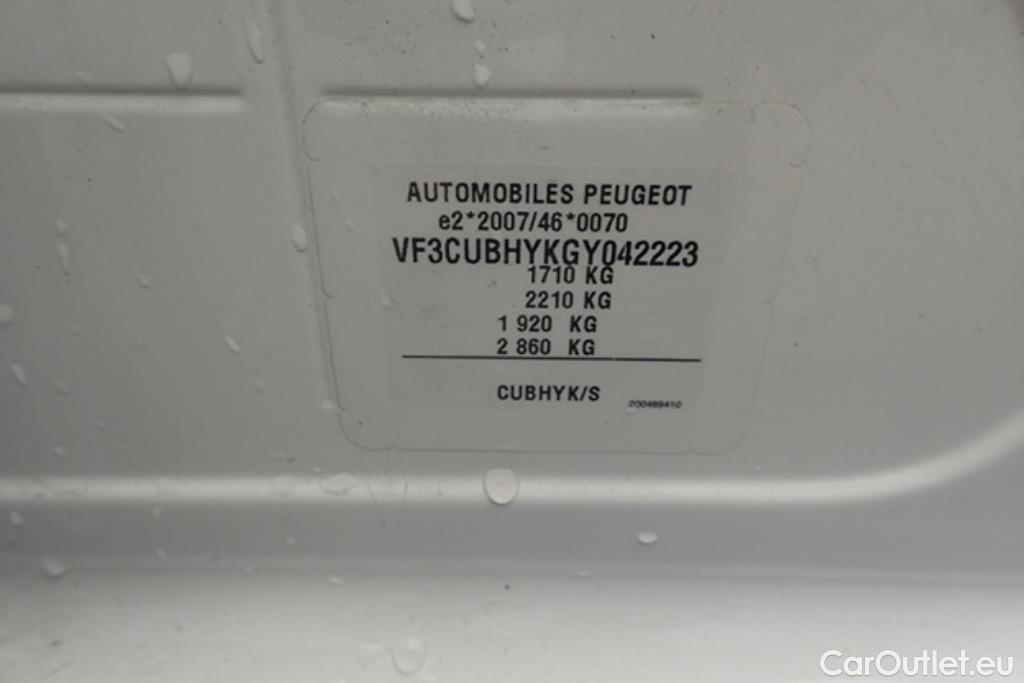 AUTOMOBILES PEUGEOT
e2*2007/46*0070
VF3CUBHYKGY042223
1710 KG
2210 KG
1 920 KG
2 860 KG
CUBHYK/S
200489410
CarOutlet.eu